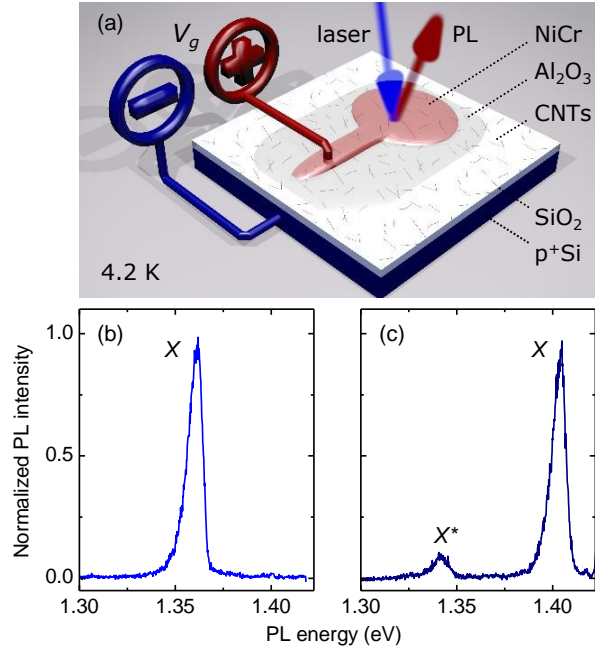 (a)
V_g
laser
PL
NiCr
Al₂O₃
CNTs
SiO₂
p⁺Si
4.2 K
(b)
X
(c)
X
X*
Normalized PL intensity
1.0
0.5
0.0
1.30
1.35
1.40
1.30
1.35
1.40
PL energy (eV)